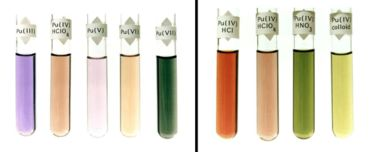 Pu(III)
Pu(IV)
HClO₄
Pu(V)
Pu(VI)
Pu(VII)
Pu(IV)
HCl
Pu(IV)
HClO₄
Pu(IV)
HNO₃
Pu(IV)
colloid